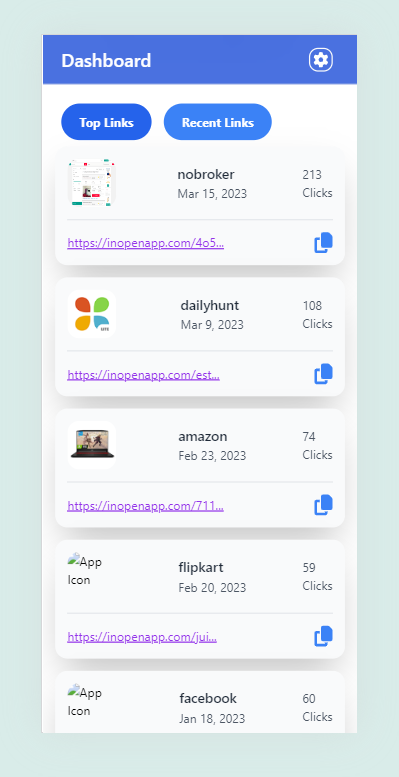 Dashboard
Top Links
Recent Links
nobroker
213
Mar 15, 2023
Clicks
https://inopenapp.com/4o5...
dailyhunt
108
Mar 9, 2023
Clicks
LITE
https://inopenapp.com/est...
amazon
74
Feb 23, 2023
Clicks
https://inopenapp.com/711...
App
Icon
flipkart
59
Feb 20, 2023
Clicks
https://inopenapp.com/jui...
App
Icon
facebook
60
Jan 18, 2023
Clicks